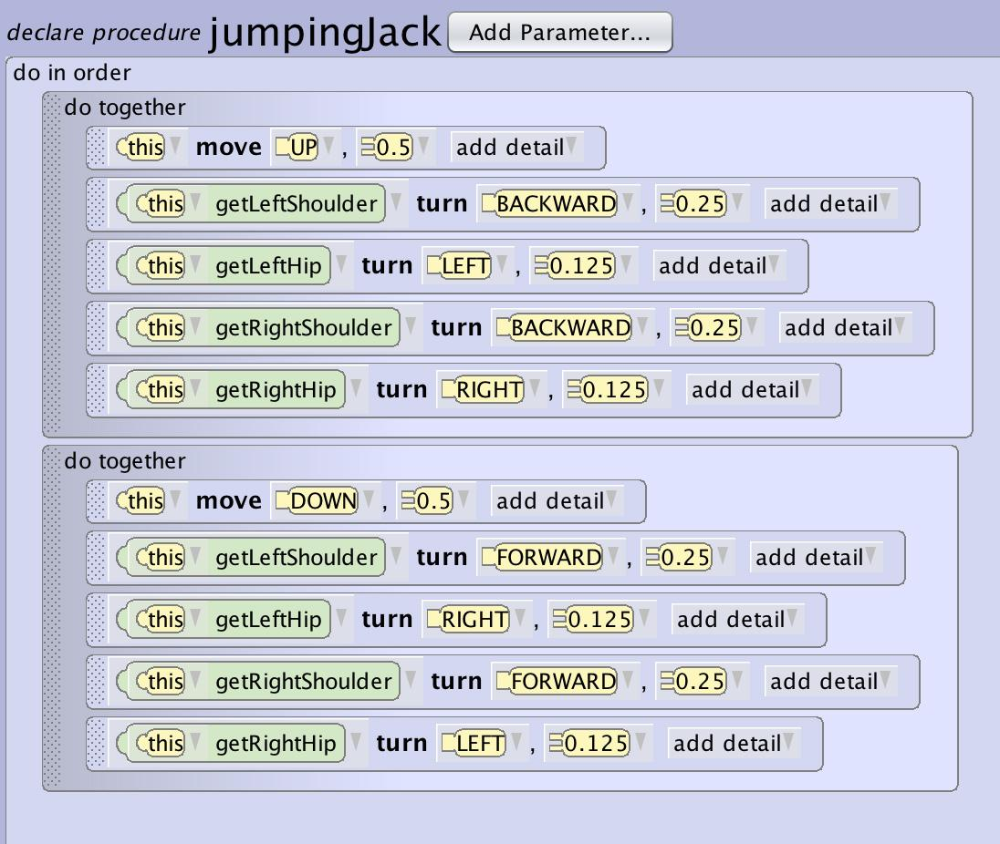 declare procedure jumpingJack Add Parameter...
do in order
do together
this move UP , 0.5 add detail
this getLeftShoulder turn BACKWARD , 0.25 add detail
this getLeftHip turn LEFT , 0.125 add detail
this getRightShoulder turn BACKWARD , 0.25 add detail
this getRightHip turn RIGHT , 0.125 add detail
do together
this move DOWN , 0.5 add detail
this getLeftShoulder turn FORWARD , 0.25 add detail
this getLeftHip turn RIGHT , 0.125 add detail
this getRightShoulder turn FORWARD , 0.25 add detail
this getRightHip turn LEFT , 0.125 add detail